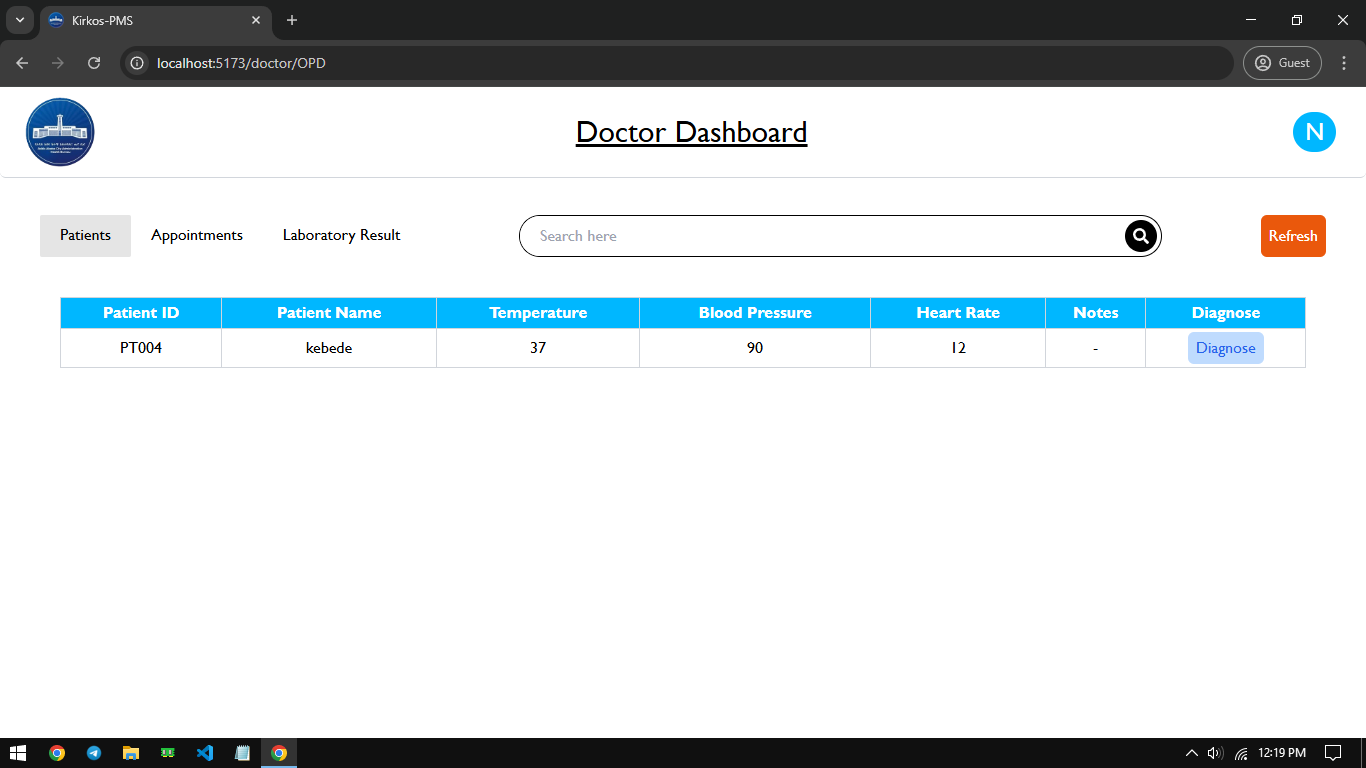 Kirkos-PMS
localhost:5173/doctor/OPD
Guest
Doctor Dashboard
N
Patients Appointments Laboratory Result
Search here
Refresh
Patient ID Patient Name Temperature Blood Pressure Heart Rate Notes Diagnose
PT004 kebede 37 90 12 - Diagnose
12:19 PM